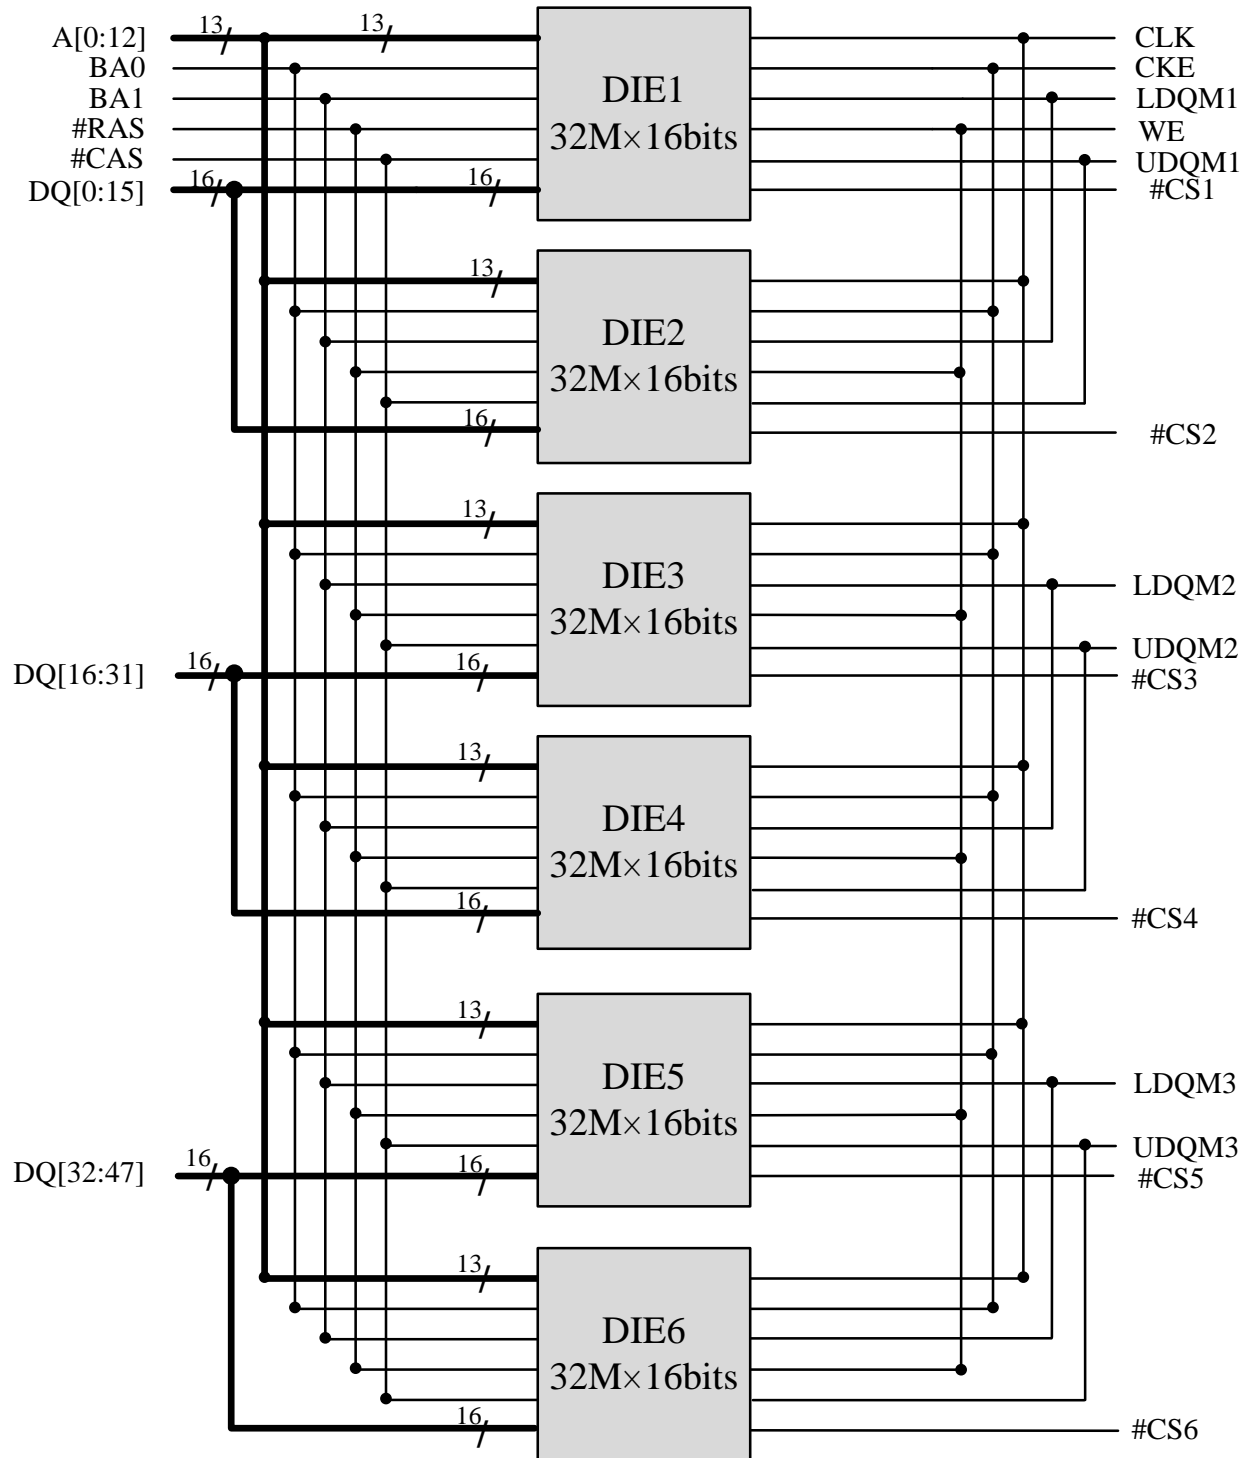 A[0:12] 13 13 CLK
BA0 CKE
BA1 DIE1 LDQM1
#RAS 32M×16bits WE
#CAS UDQM1
DQ[0:15] 16 16 #CS1
13
DIE2
32M×16bits
16 #CS2
13
DIE3 LDQM2
32M×16bits
UDQM2
DQ[16:31] 16 16 #CS3
13
DIE4
32M×16bits
16 #CS4
13
DIE5 LDQM3
32M×16bits
UDQM3
DQ[32:47] 16 16 #CS5
13
DIE6
32M×16bits
16 #CS6